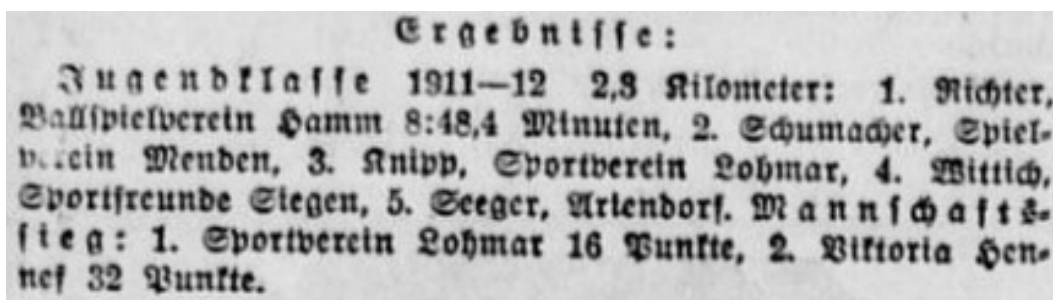 Ergebnisse:
Jugendklasse 1911—12 2,3 Kilometer: 1. Richter,
Ballspielverein Hamm 8:48,4 Minuten, 2. Schumacher, Spiel-
verein Menden, 3. Knipp, Sportverein Lohmar, 4. Wittich,
Sportfreunde Siegen, 5. Seeger, Artendorf. Mannschafts-
sieg: 1. Sportverein Lohmar 16 Punkte, 2. Viktoria Hen-
nef 32 Punkte.